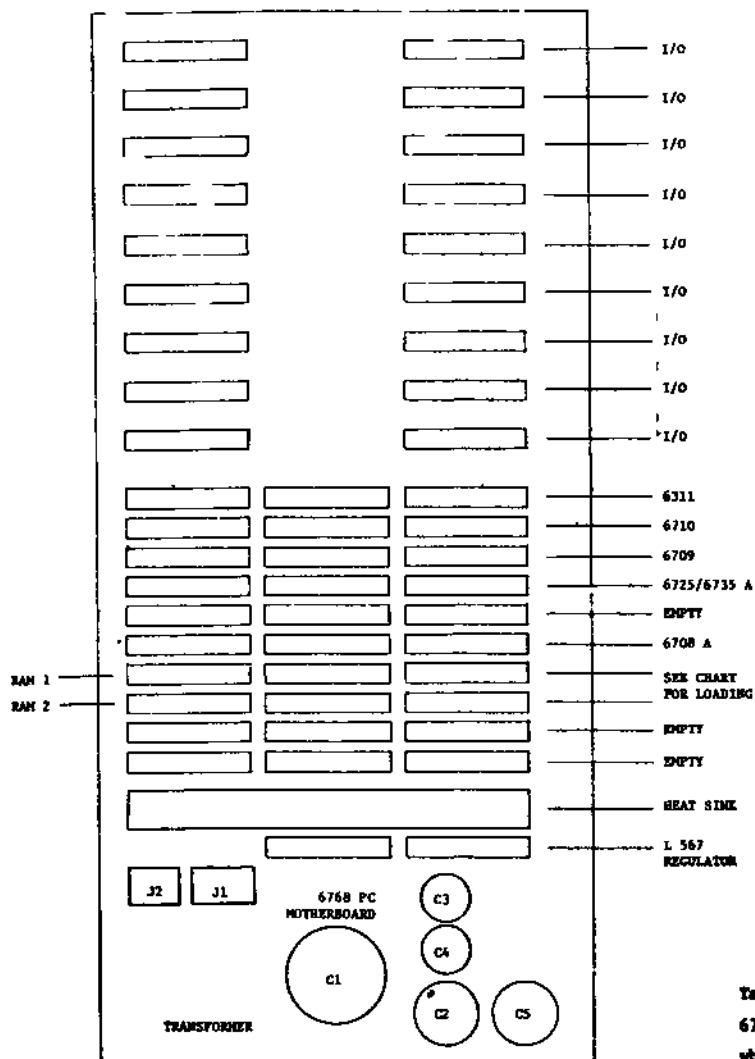 I/O
I/O
I/O
I/O
I/O
I/O
I/O
I/O
I/O
6311
6710
6709
6725/6735 A
EMPTY
6708 A
RAM 1
SEE CHART
FOR LOADING
RAM 2
EMPTY
EMPTY
HEAT SINK
L 567
REGULATOR
J2
J1
6768 PC
MOTHERBOARD
C3
C4
C1
C2
C5
TRANSFORMER
67